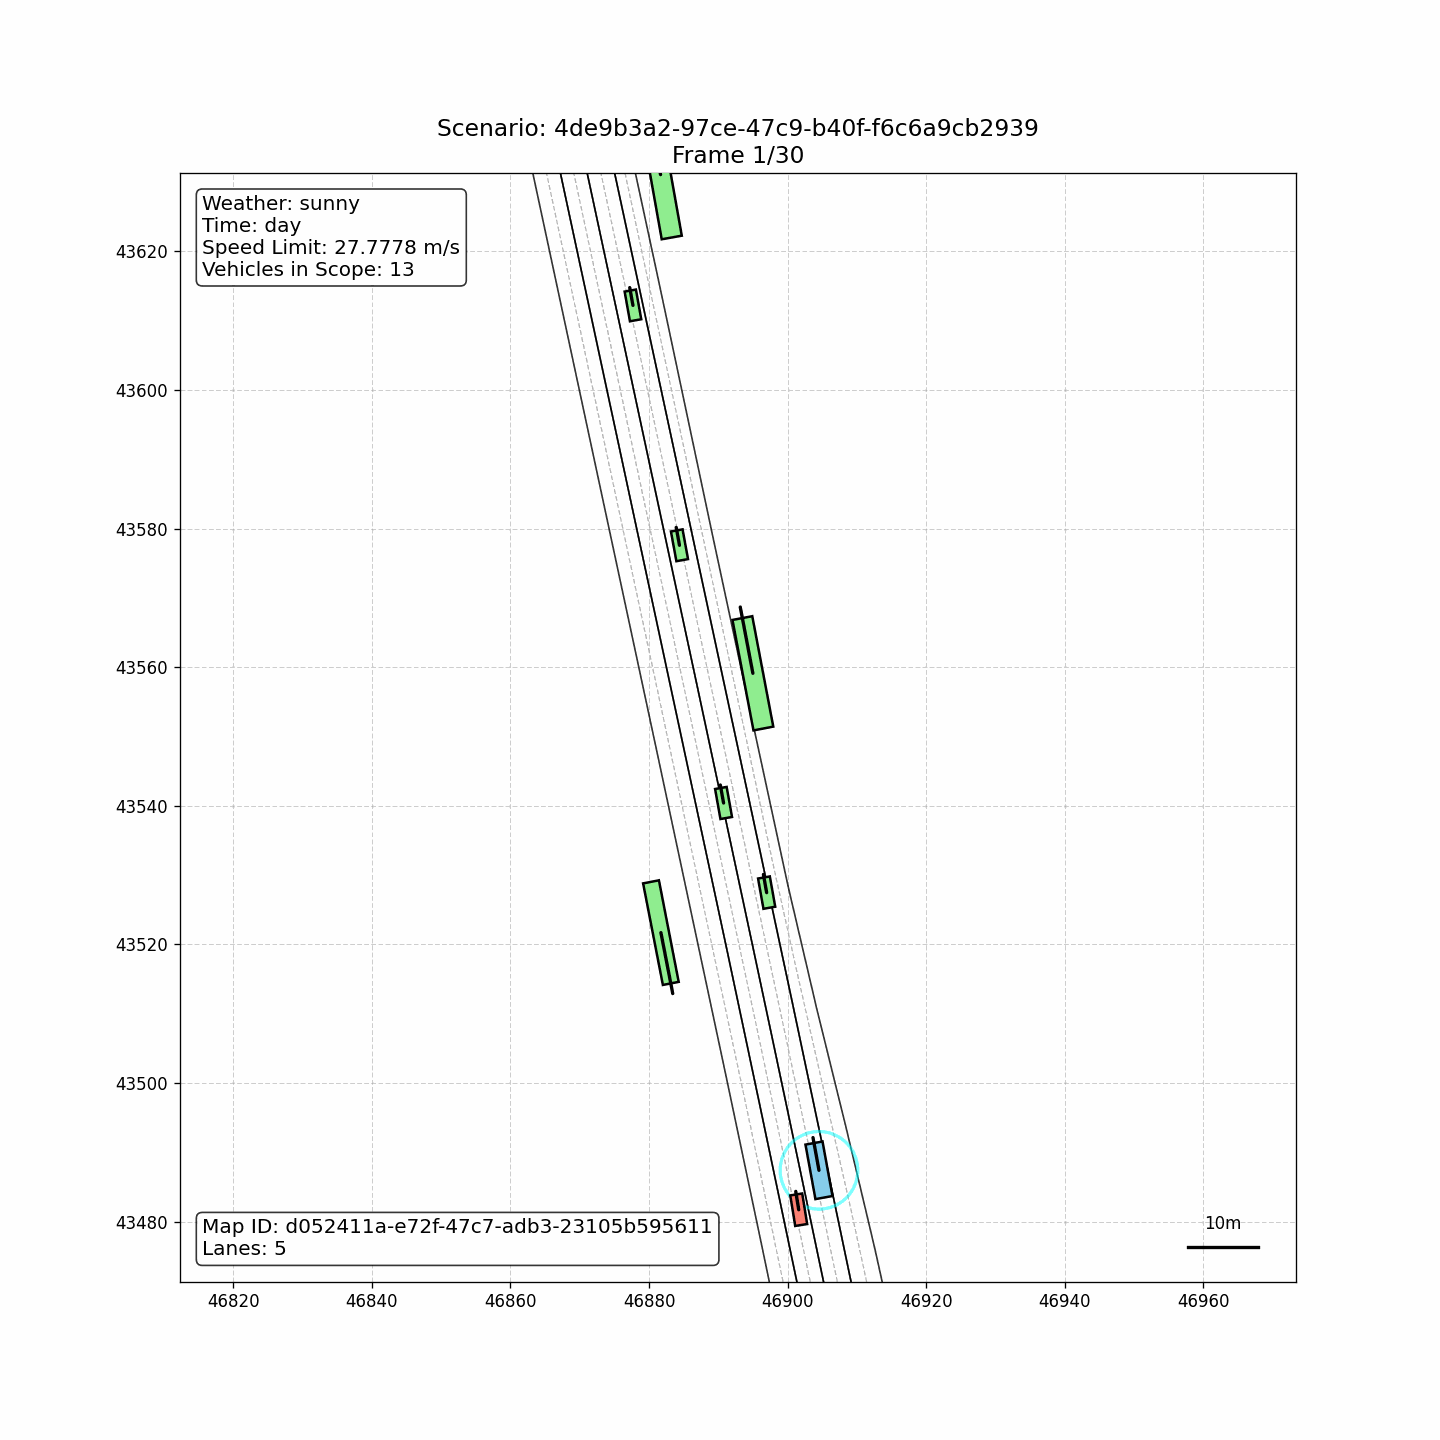 Scenario: 4de9b3a2-97ce-47c9-b40f-f6c6a9cb2939
Frame 1/30
Weather: sunny
Time: day
Speed Limit: 27.7778 m/s
Vehicles in Scope: 13
43620
43600
43580
43560
43540
43520
43500
43480
Map ID: d052411a-e72f-47c7-adb3-23105b595611
Lanes: 5
10m
46820
46840
46860
46880
46900
46920
46940
46960